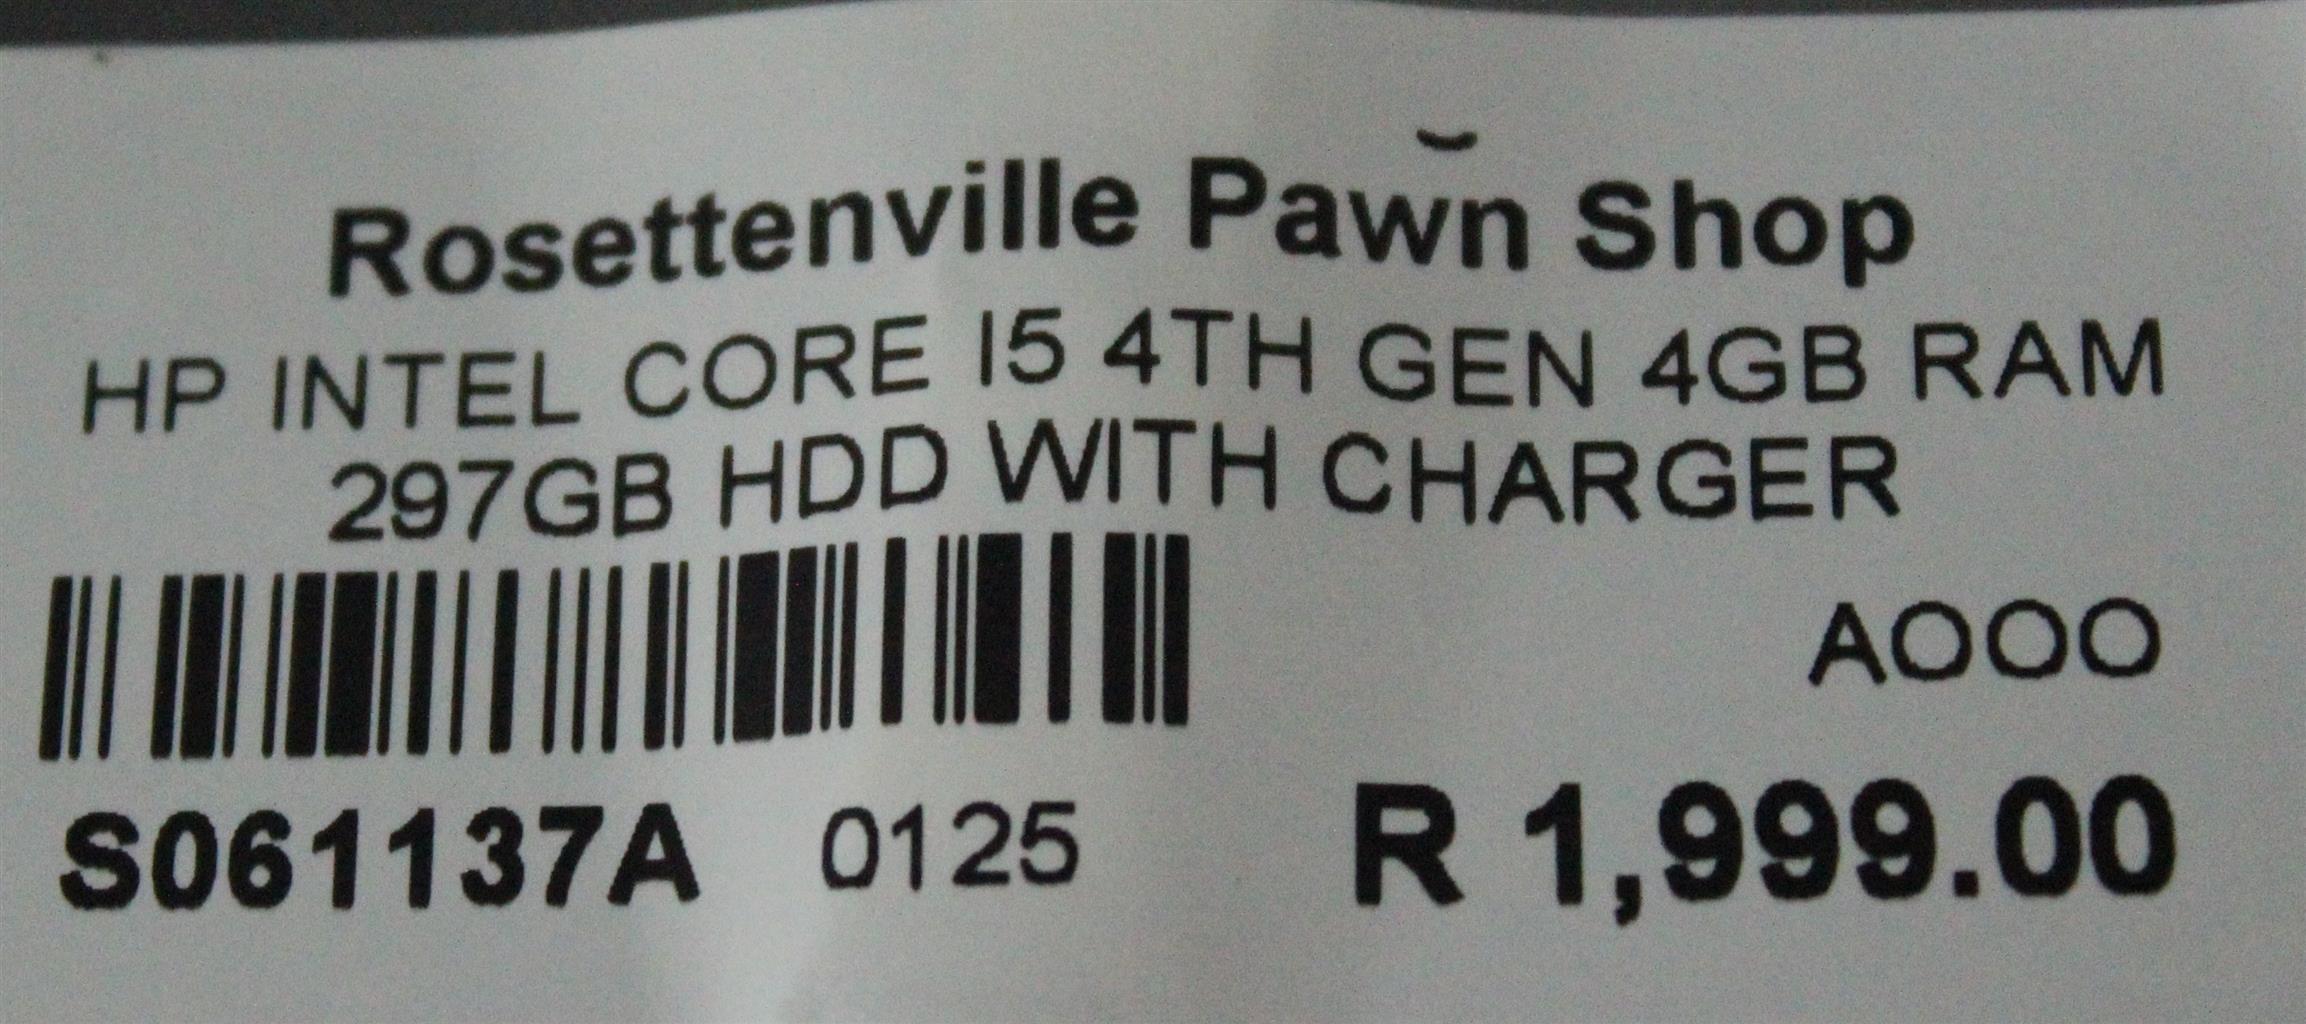 Rosettenville Pawn Shop
HP INTEL CORE I5 4TH GEN 4GB RAM
297GB HDD WITH CHARGER
AOOO
S061137A 0125 R 1,999.00